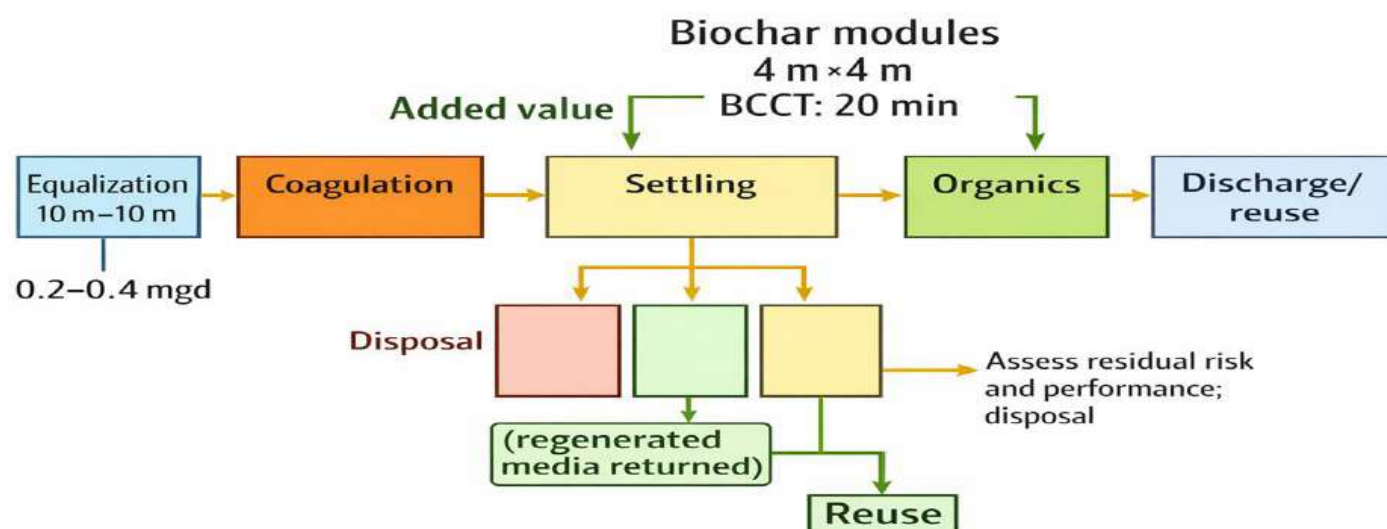 Biochar modules
4 m × 4 m
BCCT: 20 min
Added value
Equalization
10 m–10 m
Coagulation
Settling
Organics
Discharge/
reuse
0.2–0.4 mgd
Disposal
Assess residual risk
and performance;
disposal
(regenerated
media returned)
Reuse